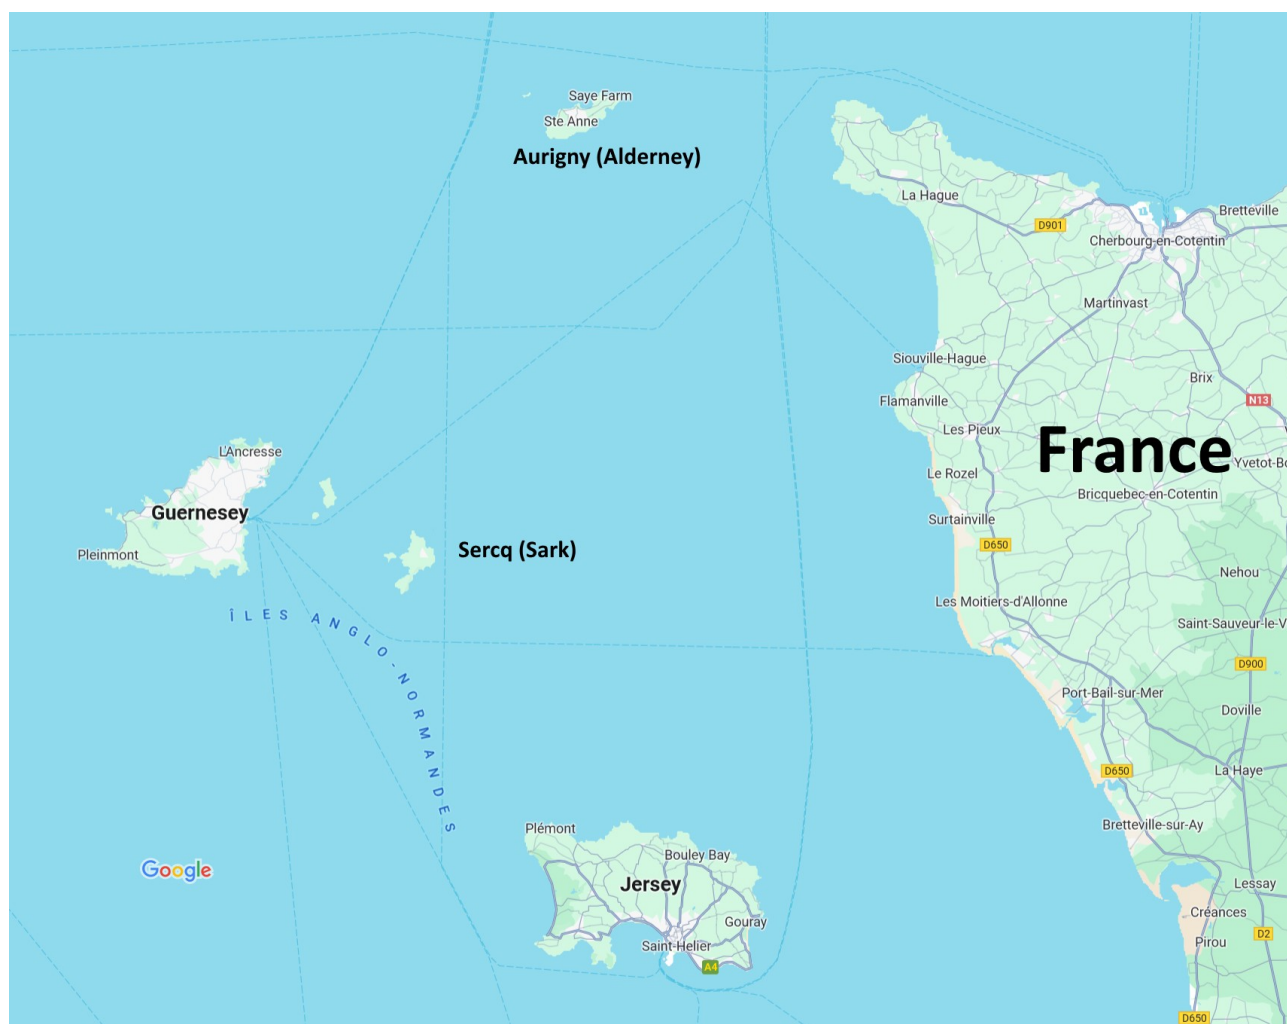 Saye Farm
Ste Anne
Aurigny (Alderney)
La Hague
D901
Bretteville
Cherbourg-en-Cotentin
Martinvast
Siouville-Hague
Brix
Flamanville
N13
Les Pieux
France
L'Ancresse
Yvetot-Bo
Le Rozel
Bricquebec-en-Cotentin
Guernesey
Surtainville
D650
Sercq (Sark)
Pleinmont
Nehou
Les Moitiers-d'Allonne
ÎLES ANGLO-NORMANDES
Saint-Sauveur-le-V
D900
Port-Bail-sur-Mer
Doville
D650
La Haye
Bretteville-sur-Ay
Plémont
Bouley Bay
Google
Jersey
Lessay
Créances
Gouray
D2
Saint-Helier
Pirou
A4
D650